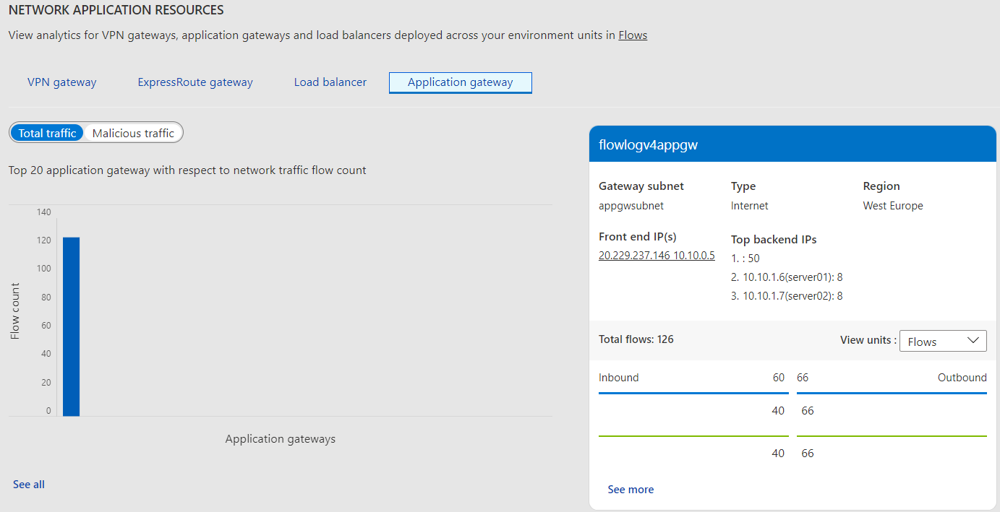 NETWORK APPLICATION RESOURCES
View analytics for VPN gateways, application gateways and load balancers deployed across your environment units in Flows
VPN gateway ExpressRoute gateway Load balancer Application gateway
Total traffic Malicious traffic
Top 20 application gateway with respect to network traffic flow count
140
120
100
80
60
40
20
0
Flow count
Application gateways
See all
flowlogv4appgw
Gateway subnet Type Region
appgwsubnet Internet West Europe
Front end IP(s)
20.229.237.146 10.10.0.5
Top backend IPs
1. : 50
2. 10.10.1.6(server01): 8
3. 10.10.1.7(server02): 8
Total flows: 126 View units : Flows
Inbound 60 66 Outbound
40 66
40 66
See more